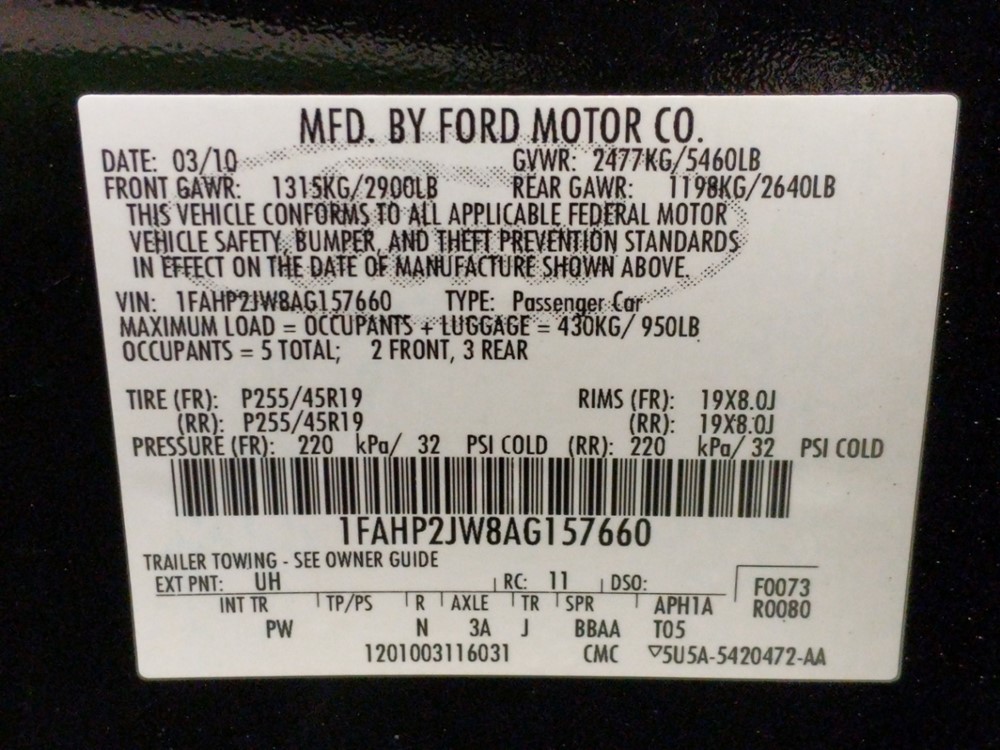 MFD. BY FORD MOTOR CO.
DATE: 03/10 GVWR: 2477KG/5460LB
FRONT GAWR: 1315KG/2900LB REAR GAWR: 1198KG/2640LB
THIS VEHICLE CONFORMS TO ALL APPLICABLE FEDERAL MOTOR
VEHICLE SAFETY, BUMPER, AND THEFT PREVENTION STANDARDS
IN EFFECT ON THE DATE OF MANUFACTURE SHOWN ABOVE.
VIN: 1FAHP2JW8AG157660 TYPE: Passenger Car
MAXIMUM LOAD = OCCUPANTS + LUGGAGE = 430KG/ 950LB
OCCUPANTS = 5 TOTAL; 2 FRONT, 3 REAR
TIRE (FR): P255/45R19 RIMS (FR): 19X8.0J
(RR): P255/45R19 (RR): 19X8.0J
PRESSURE (FR): 220 kPa/ 32 PSI COLD (RR): 220 kPa/ 32 PSI COLD
1FAHP2JW8AG157660
TRAILER TOWING - SEE OWNER GUIDE
EXT PNT: UH RC: 11 DSO: F0073
INT TR TP/PS R AXLE TR SPR APH1A R0080
PW N 3A J BBAA T05
1201003116031 CMC ▽5U5A-5420472-AA